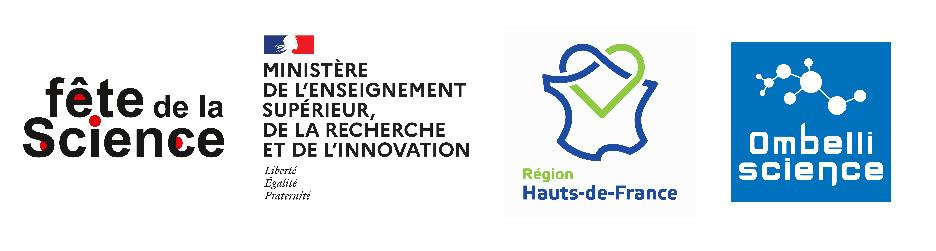 fête de la
Science
MINISTÈRE
DE L'ENSEIGNEMENT
SUPÉRIEUR,
DE LA RECHERCHE
ET DE L'INNOVATION
Liberté
Égalité
Fraternité
Région
Hauts-de-France
Ombelli
science